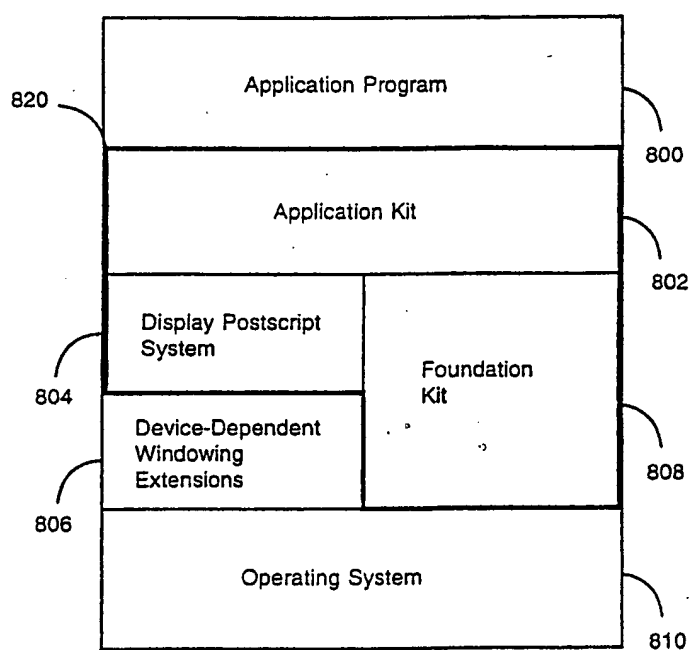 Application Program
820
800
Application Kit
802
Display Postscript
System
804
Foundation
Kit
Device-Dependent
Windowing
Extensions
808
806
Operating System
810